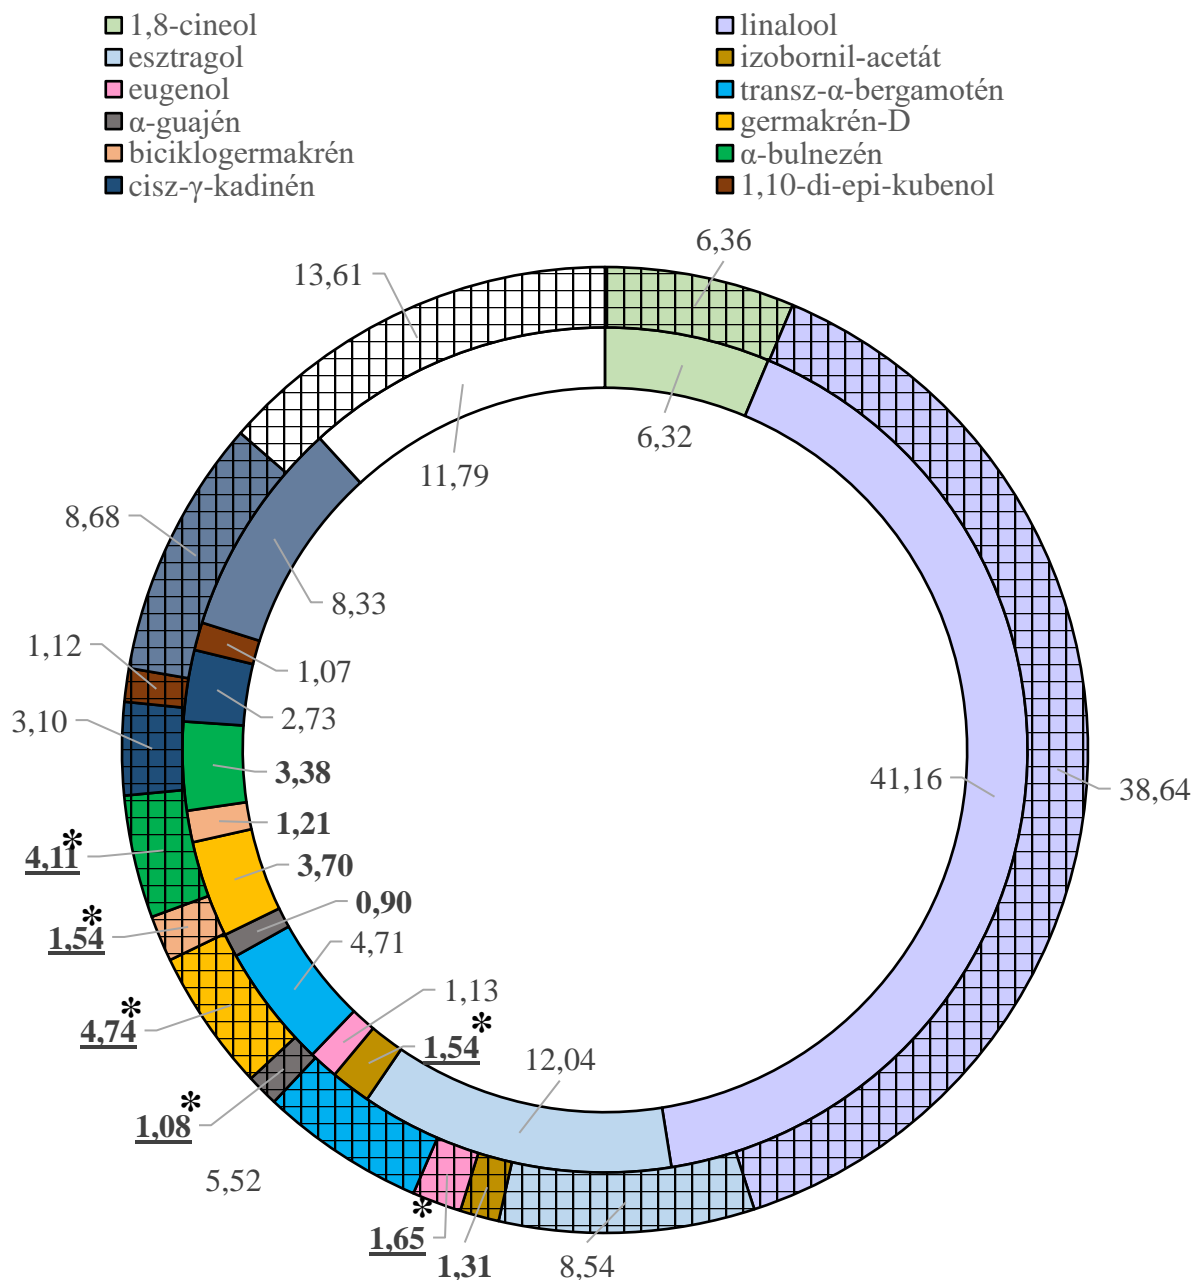 1,8-cineol
linalool
esztragol
izobornil-acetát
eugenol
transz-α-bergamotén
α-guajén
germakrén-D
biciklogermakrén
α-bulnezén
cisz-γ-kadinén
1,10-di-epi-kubenol
6,36
13,61
6,32
11,79
8,68
8,33
1,12
1,07
3,10
2,73
3,38
41,16
38,64
4,11*
1,21
3,70
0,90
1,54*
4,71
1,13
4,74*
1,54*
12,04
1,08*
5,52
1,65*
1,31
8,54